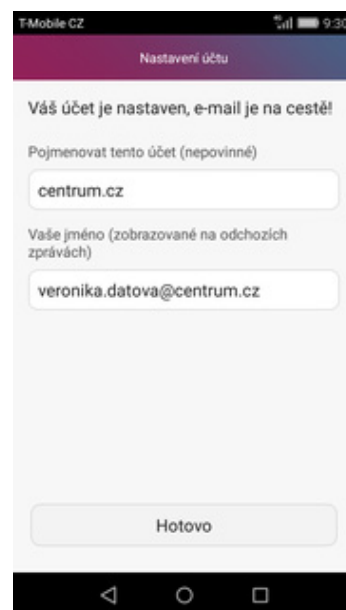 T-Mobile CZ 9:30
Nastavení účtu
Váš účet je nastaven, e-mail je na cestě!
Pojmenovat tento účet (nepovinné)
centrum.cz
Vaše jméno (zobrazované na odchozích
zprávách)
veronika.datova@centrum.cz
Hotovo